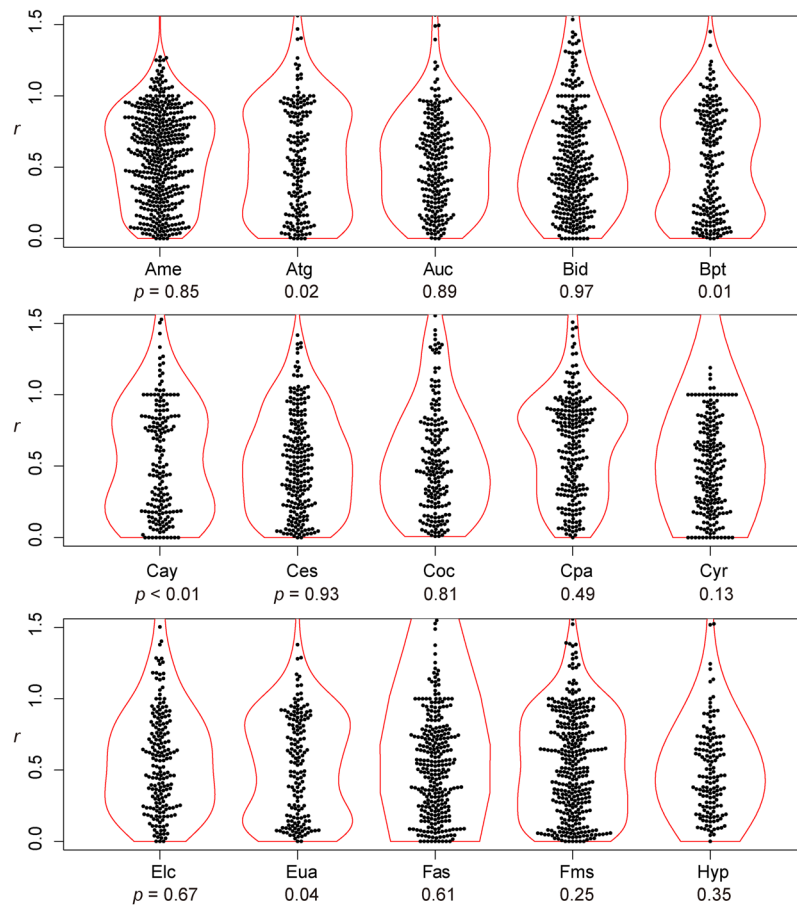 1.5
1.0
r
0.5
0.0
Ame Atg Auc Bid Bpt
p = 0.85 0.02 0.89 0.97 0.01
1.5
1.0
r
0.5
0.0
Cay Ces Coc Cpa Cyr
p < 0.01 p = 0.93 0.81 0.49 0.13
1.5
1.0
r
0.5
0.0
Elc Eua Fas Fms Hyp
p = 0.67 0.04 0.61 0.25 0.35